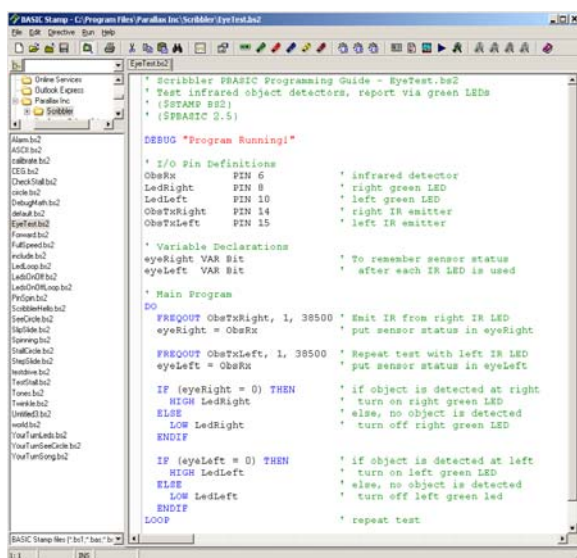 BASIC Stamp - C:\Program Files\Parallax Inc\Scribbler\EyeTest.bs2
File Edit Directive Run Help
EyeTest.bs2
Online Services
Outlook Express
Parallax Inc
Scribbler
Alarm.bs2
ASCII.bs2
calibrate.bs2
CEG.bs2
CheckStall.bs2
circle.bs2
DebugMath.bs2
default.bs2
EyeTest.bs2
Forward.bs2
FullSpeed.bs2
include.bs2
LedLoop.bs2
LedsOnOff.bs2
LedsOnOffLoop.bs2
PinSpin.bs2
ScribblerHello.bs2
SeeCircle.bs2
SlipSlide.bs2
Spinning.bs2
StallCircle.bs2
StepSlide.bs2
testdrive.bs2
TestStall.bs2
Tones.bs2
Twinkle.bs2
Untitled3.bs2
world.bs2
YourTurnLeds.bs2
YourTurnSeeCircle.bs2
YourTurnSong.bs2
BASIC Stamp files (*.bs1,*.bas,*.b
' Scribbler PBASIC Programming Guide - EyeTest.bs2
' Test infrared object detectors, report via green LEDs
' {$STAMP BS2}
' {$PBASIC 2.5}
DEBUG "Program Running!"
' I/O Pin Definitions
ObsRx PIN 6 ' infrared detector
LedRight PIN 8 ' right green LED
LedLeft PIN 10 ' left green LED
ObsTxRight PIN 14 ' right IR emitter
ObsTxLeft PIN 15 ' left IR emitter
' Variable Declarations
eyeRight VAR Bit ' To remember sensor status
eyeLeft VAR Bit ' after each IR LED is used
' Main Program
DO
FREQOUT ObsTxRight, 1, 38500 ' Emit IR from right IR LED
eyeRight = ObsRx ' put sensor status in eyeRight
FREQOUT ObsTxLeft, 1, 38500 ' Repeat test with left IR LED
eyeLeft = ObsRx ' put sensor status in eyeLeft
IF (eyeRight = 0) THEN ' if object is detected at right
HIGH LedRight ' turn on right green LED
ELSE ' else, no object is detected
LOW LedRight ' turn off right green LED
ENDIF
IF (eyeLeft = 0) THEN ' if object is detected at left
HIGH LedLeft ' turn on left green LED
ELSE ' else, no object is detected
LOW LedLeft ' turn off left green led
ENDIF
LOOP ' repeat test
1: 1 INS